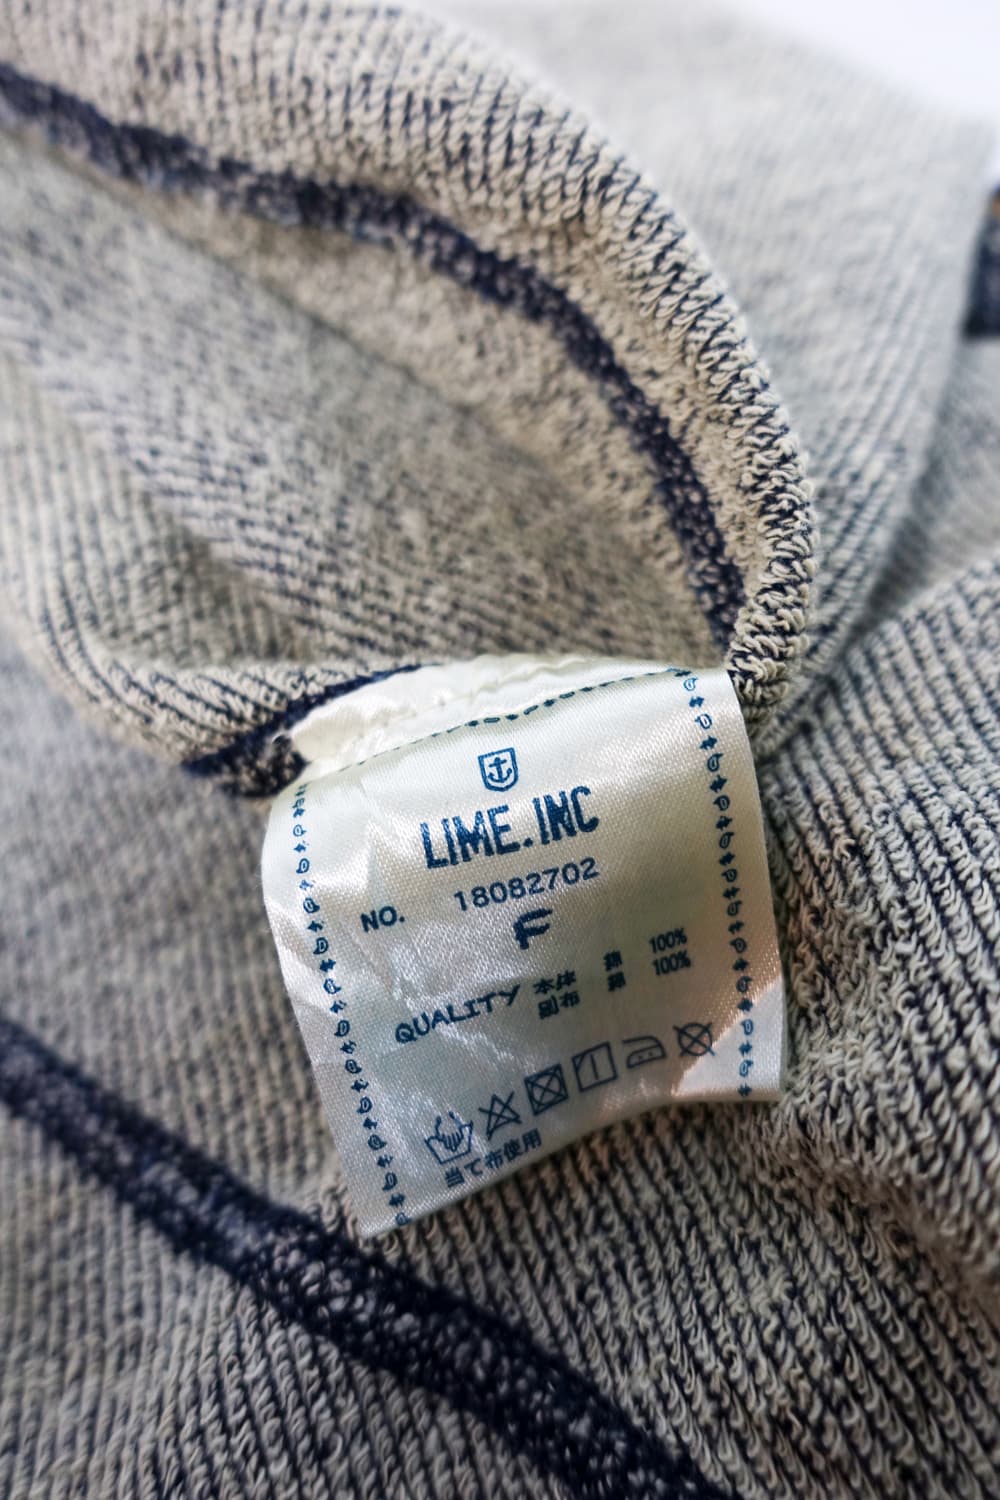 LIME.INC
NO. 18082702
F
QUALITY 本体 綿 100%
別布 綿 100%
当て布使用